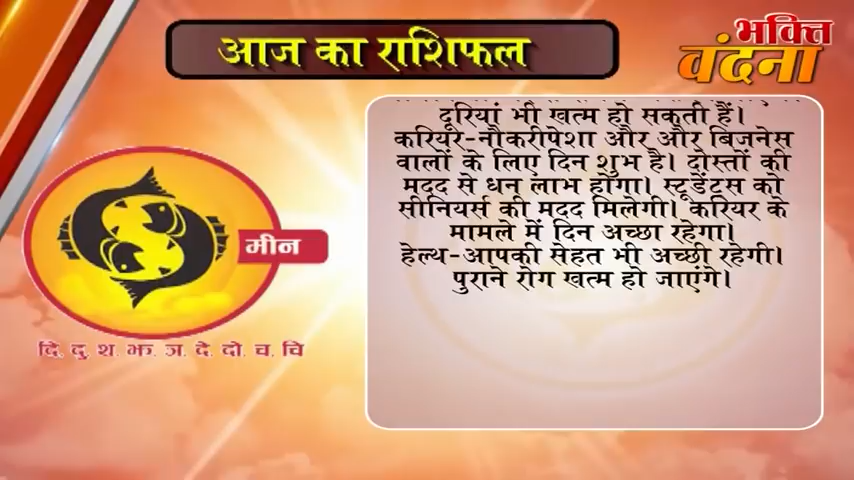 आज का राशिफल
भक्ति
वंदना
दूरियां भी खत्म हो सकती हैं।
करियर-नौकरीपेशा और और बिजनेस
वालों के लिए दिन शुभ है। दोस्तों की
मदद से धन लाभ होगा। स्टूडेंटस को
सीनियर्स की मदद मिलेगी। करियर के
मामले में दिन अच्छा रहेगा।
हेल्थ-आपकी सेहत भी अच्छी रहेगी।
पुराने रोग खत्म हो जाएंगे।
मीन
दि. दु. श. झ. ञ. दे. दो. च. चि